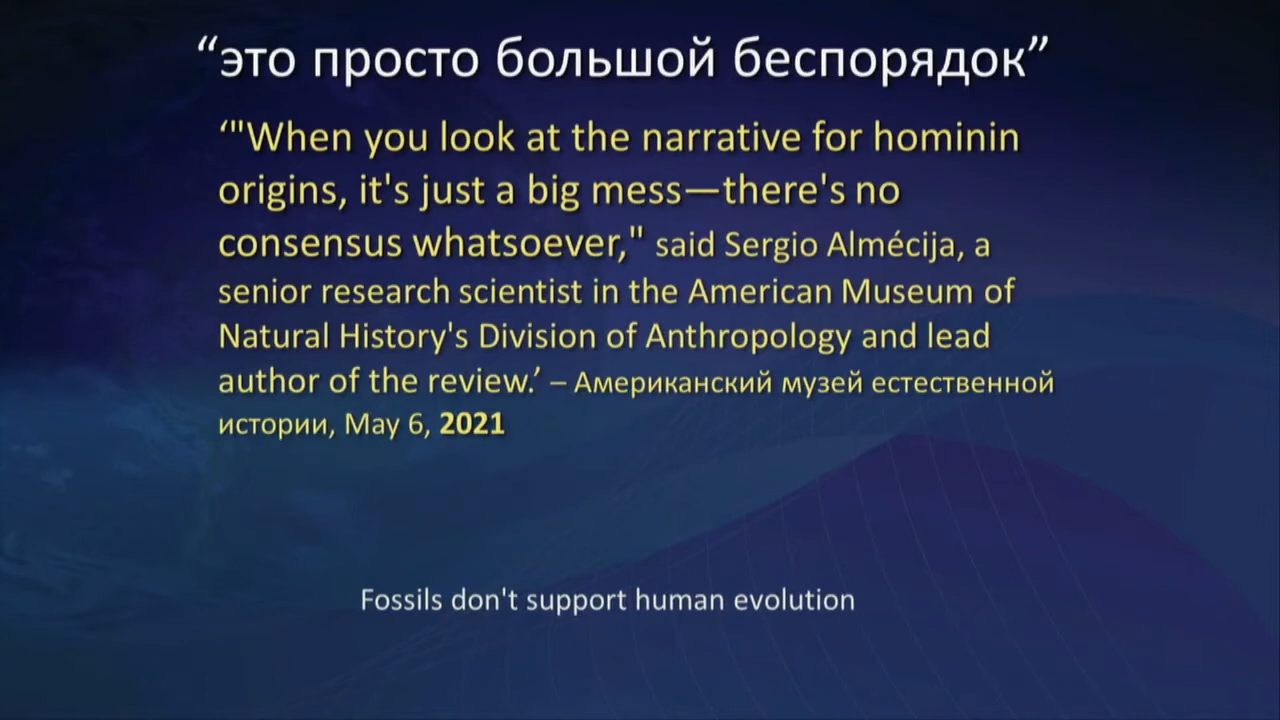 “это просто большой беспорядок”
‘"When you look at the narrative for hominin
origins, it's just a big mess—there's no
consensus whatsoever," said Sergio Almécija, a
senior research scientist in the American Museum of
Natural History's Division of Anthropology and lead
author of the review.’ – Американский музей естественной
истории, May 6, 2021
Fossils don't support human evolution